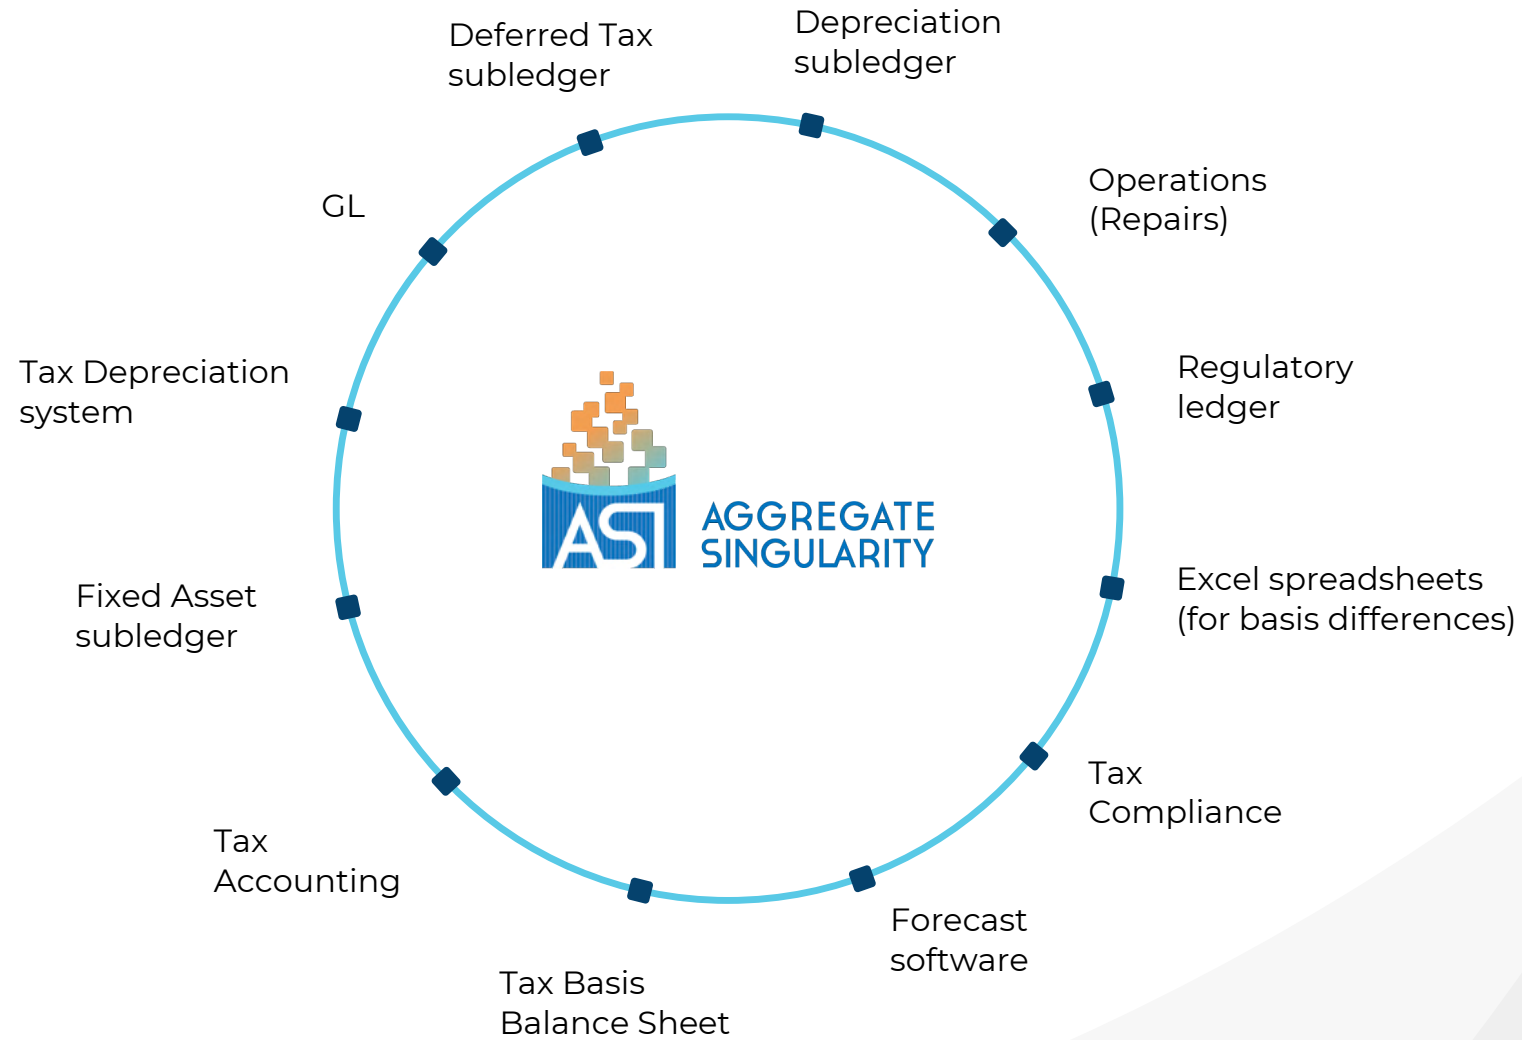 Deferred Tax
subledger
Depreciation
subledger
Operations
(Repairs)
Regulatory
ledger
Excel spreadsheets
(for basis differences)
Tax
Compliance
Forecast
software
Tax Basis
Balance Sheet
Tax
Accounting
Fixed Asset
subledger
Tax Depreciation
system
GL
ASI
AGGREGATE
SINGULARITY